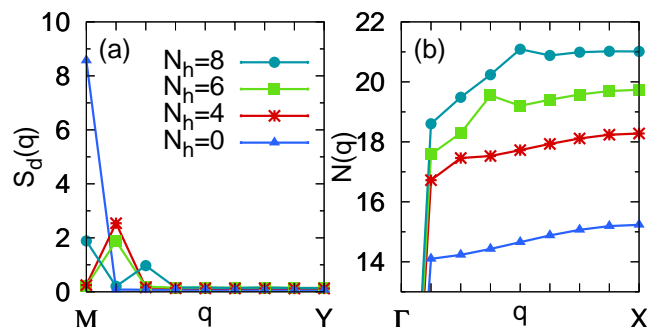 (a)
N_h=8
N_h=6
N_h=4
N_h=0
S_d(q)
10
8
6
4
2
0
M
q
Y
(b)
N(q)
22
20
18
16
14
Γ
q
X